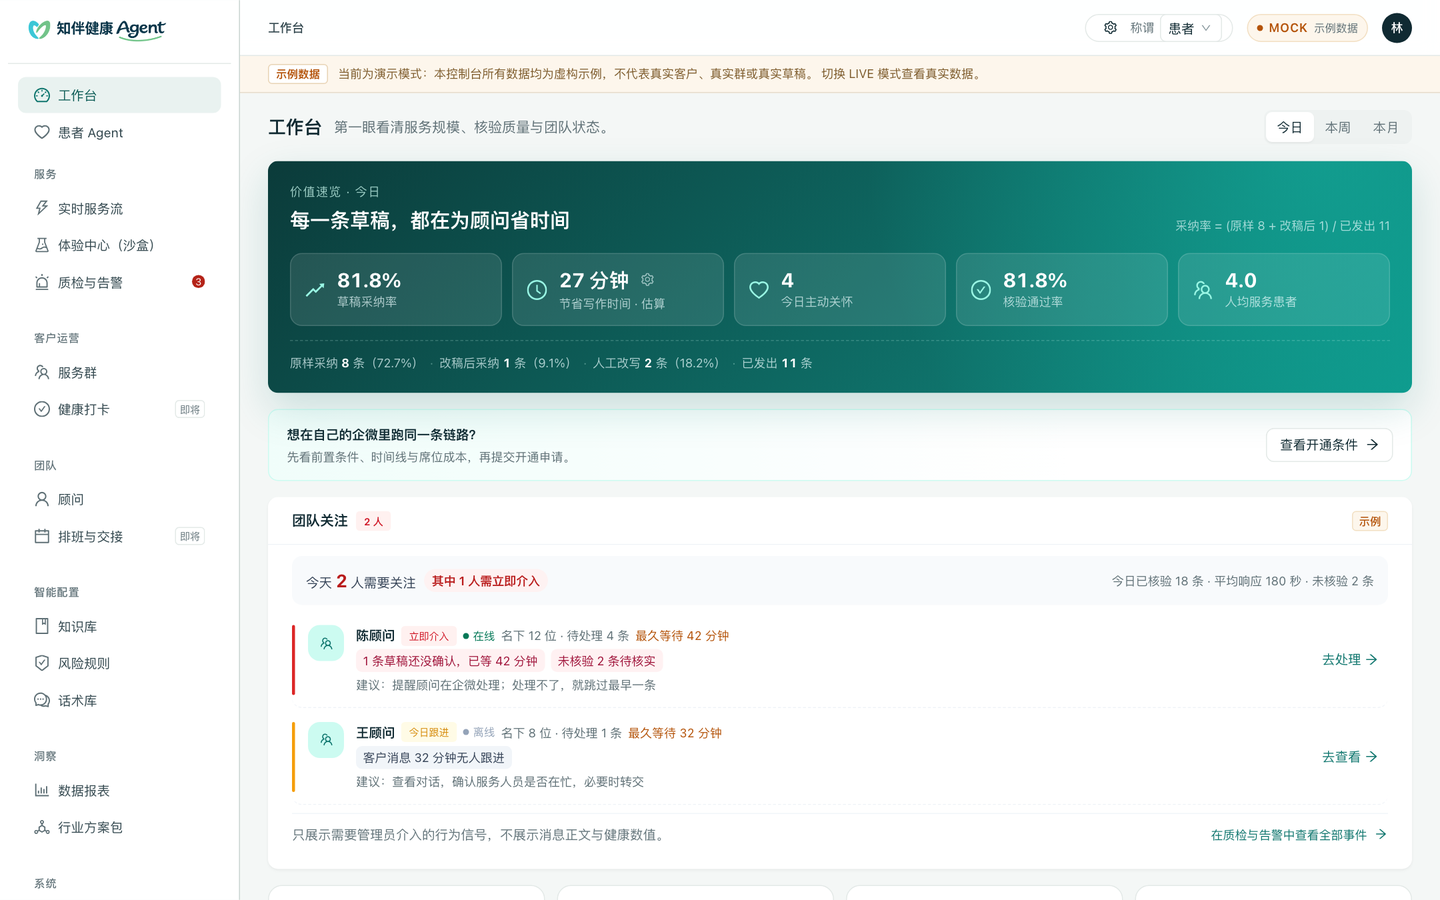 知伴健康 Agent
工作台
患者 Agent
服务
实时服务流
体验中心（沙盒）
质检与告警 3
客户运营
服务群
健康打卡 即将
团队
顾问
排班与交接 即将
智能配置
知识库
风险规则
话术库
洞察
数据报表
行业方案包
系统
工作台
称谓 患者
MOCK 示例数据
林
示例数据 当前为演示模式：本控制台所有数据均为虚构示例，不代表真实客户、真实群或真实草稿。 切换 LIVE 模式查看真实数据。
工作台 第一眼看清服务规模、核验质量与团队状态。
今日 本周 本月
价值速览 · 今日
每一条草稿，都在为顾问省时间
采纳率 = (原样 8 + 改稿后 1) / 已发出 11
81.8%
草稿采纳率
27 分钟
节省写作时间 · 估算
4
今日主动关怀
81.8%
核验通过率
4.0
人均服务患者
原样采纳 8 条（72.7%） · 改稿后采纳 1 条（9.1%） · 人工改写 2 条（18.2%） · 已发出 11 条
想在自己的企微里跑同一条链路？
先看前置条件、时间线与席位成本，再提交开通申请。
查看开通条件 →
团队关注 2 人
示例
今天 2 人需要关注 其中 1 人需立即介入
今日已核验 18 条 · 平均响应 180 秒 · 未核验 2 条
陈顾问 立即介入 在线 名下 12 位 · 待处理 4 条 最久等待 42 分钟
1 条草稿还没确认，已等 42 分钟 未核验 2 条待核实
建议：提醒顾问在企微处理；处理不了，就跳过最早一条
去处理 →
王顾问 今日跟进 离线 名下 8 位 · 待处理 1 条 最久等待 32 分钟
客户消息 32 分钟无人跟进
建议：查看对话，确认服务人员是否在忙，必要时转交
去查看 →
只展示需要管理员介入的行为信号，不展示消息正文与健康数值。
在质检与告警中查看全部事件 →